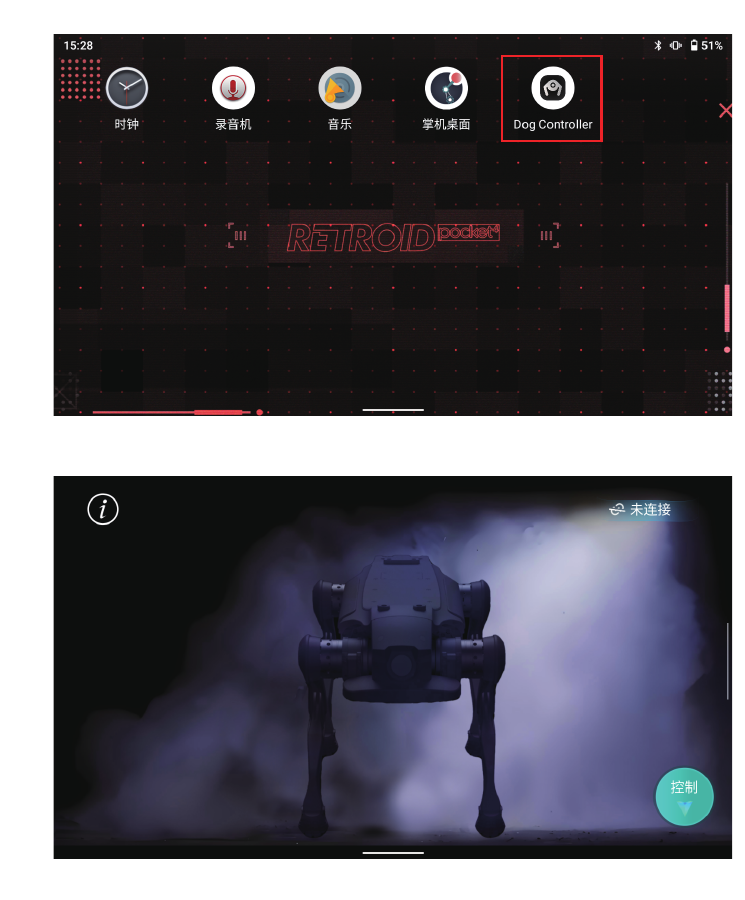 15:28
51%
时钟
录音机
音乐
掌机桌面
Dog Controller
RETROID pocket4
i
未连接
控制